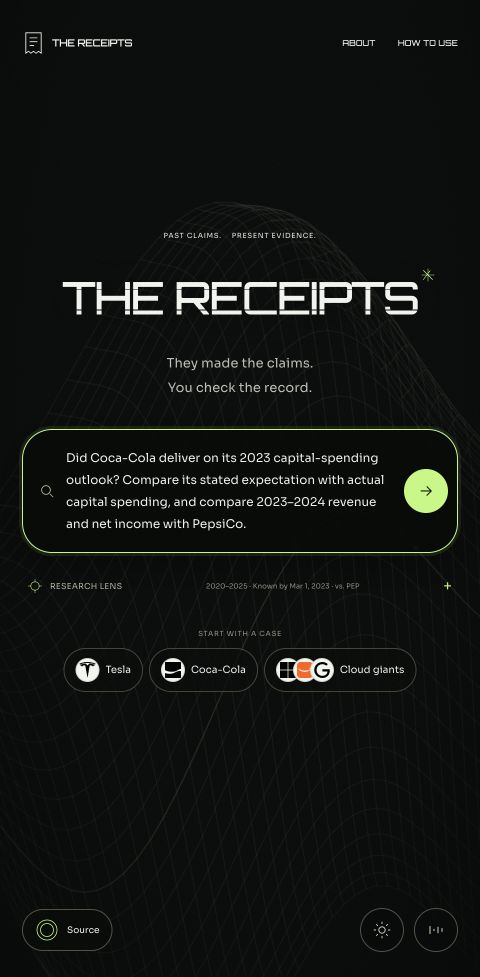 THE RECEIPTS
ABOUT
HOW TO USE
PAST CLAIMS. PRESENT EVIDENCE.
THE RECEIPTS
They made the claims.
You check the record.
Did Coca-Cola deliver on its 2023 capital-spending
outlook? Compare its stated expectation with actual
capital spending, and compare 2023–2024 revenue
and net income with PepsiCo.
RESEARCH LENS
2020–2025 · Known by Mar 1, 2023 · vs. PEP
START WITH A CASE
Tesla
Coca-Cola
G
Cloud giants
Source